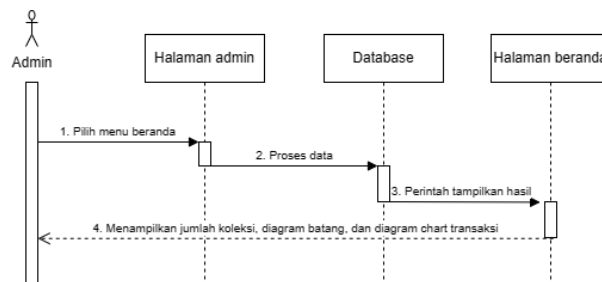 Admin
Halaman admin
Database
Halaman beranda
1. Pilih menu beranda
2. Proses data
3. Perintah tampilkan hasil
4. Menampilkan jumlah koleksi, diagram batang, dan diagram chart transaksi